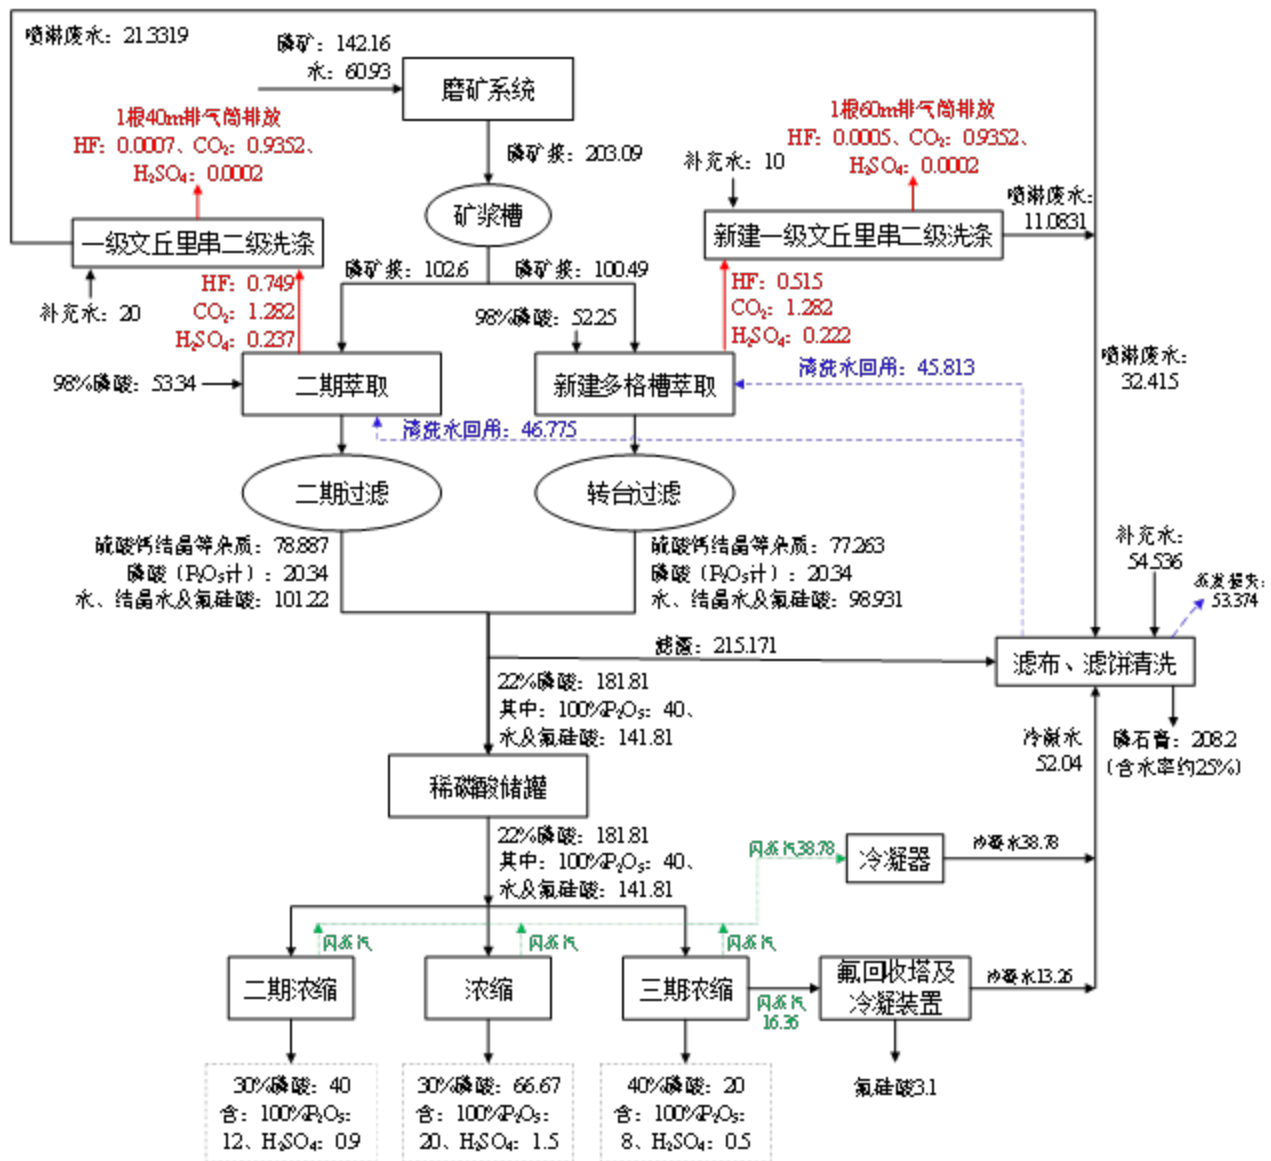 喷淋废水：21.3319
磷矿：142.16
水：60.93
磨矿系统
1根40m排气筒排放
HF：0.0007、CO₂：0.9352、
H₂SO₄：0.0002
1根60m排气筒排放
HF：0.0005、CO₂：0.9352、
H₂SO₄：0.0002
磷矿浆：203.09
补充水：10
喷淋废水：
11.0831
矿浆槽
一级文丘里串二级洗涤
新建一级文丘里串二级洗涤
磷矿浆：102.6
磷矿浆：100.49
补充水：20
HF：0.749
CO₂：1.282
H₂SO₄：0.237
98%磷酸：52.25
HF：0.515
CO₂：1.282
H₂SO₄：0.222
喷淋废水：
32.415
98%磷酸：53.34
二期萃取
新建多格槽萃取
清洗水回用：45.813
清洗水回用：46.775
二期过滤
转台过滤
硫酸钙结晶等杂质：78.887
磷酸（P₂O₅计）：20.34
水、结晶水及氟硅酸：101.22
硫酸钙结晶等杂质：77.263
磷酸（P₂O₅计）：20.34
水、结晶水及氟硅酸：98.931
补充水：
54.536
蒸发损失：
53.374
滤渣：215.171
滤布、滤饼清洗
22%磷酸：181.81
其中：100%P₂O₅：40、
水及氟硅酸：141.81
冷凝水
52.04
磷石膏：208.2
(含水率约25%)
稀磷酸储罐
22%磷酸：181.81
其中：100%P₂O₅：40、
水及氟硅酸：141.81
闪蒸汽38.78
冷凝器
冷凝水38.78
闪蒸汽
闪蒸汽
闪蒸汽
二期浓缩
浓缩
三期浓缩
闪蒸汽
16.36
氟回收塔及
冷凝装置
冷凝水13.26
氟硅酸3.1
30%磷酸：40
含：100%P₂O₅：
12、H₂SO₄：0.9
30%磷酸：66.67
含：100%P₂O₅：
20、H₂SO₄：1.5
40%磷酸：20
含：100%P₂O₅：
8、H₂SO₄：0.5